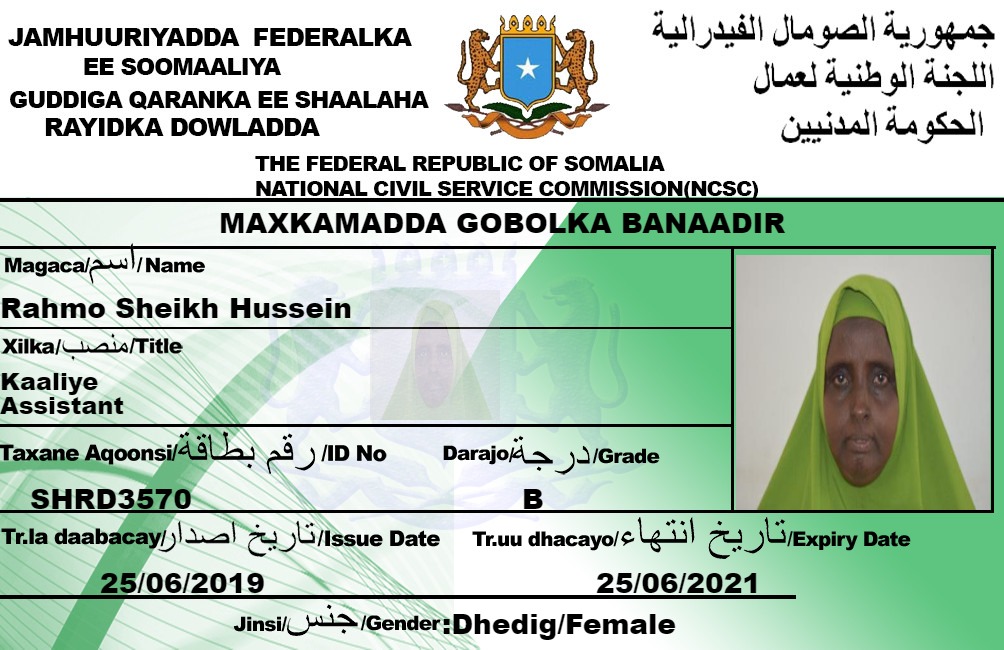 JAMHUURIYADDA FEDERALKA
EE SOOMAALIYA
GUDDIGA QARANKA EE SHAALAHA
RAYIDKA DOWLADDA
جمهورية الصومال الفيدرالية
اللجنة الوطنية لعمال
الحكومة المدنيين
THE FEDERAL REPUBLIC OF SOMALIA
NATIONAL CIVIL SERVICE COMMISSION(NCSC)
MAXKAMADDA GOBOLKA BANAADIR
Magaca/اسم/Name
Rahmo Sheikh Hussein
Xilka/منصب/Title
Kaaliye
Assistant
Taxane Aqoonsi/رقم بطاقة/ID No Darajo/درجة/Grade
SHRD3570 B
Tr.la daabacay/تاريخ اصدار/Issue Date Tr.uu dhacayo/تاريخ انتهاء/Expiry Date
25/06/2019 25/06/2021
Jinsi/جنس/Gender:Dhedig/Female